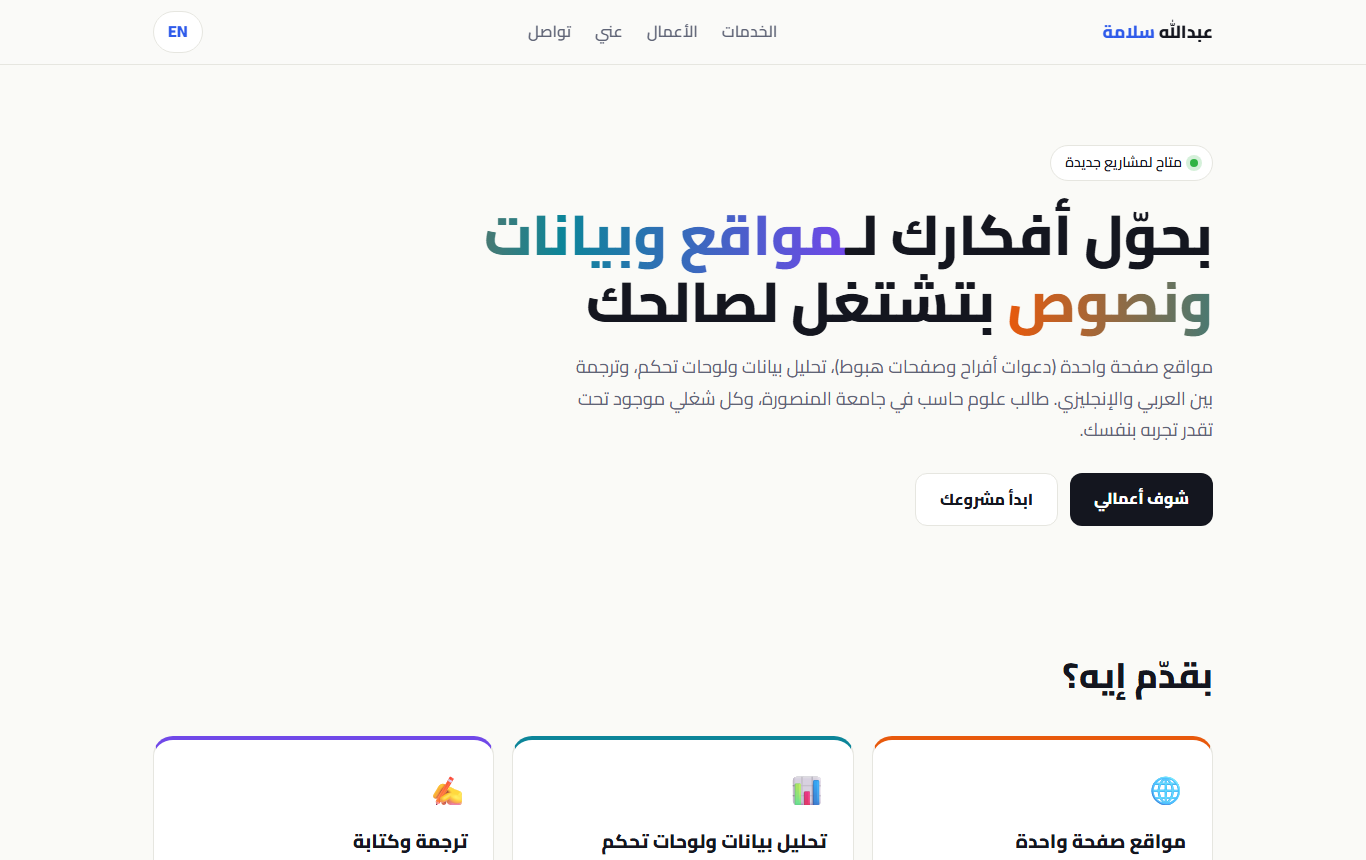 عبدالله سلامة
الخدمات
الأعمال
عني
تواصل
EN
متاح لمشاريع جديدة
بحوّل أفكارك لـمواقع وبيانات
ونصوص بتشتغل لصالحك
مواقع صفحة واحدة (دعوات أفراح وصفحات هبوط)، تحليل بيانات ولوحات تحكم، وترجمة
بين العربي والإنجليزي. طالب علوم حاسب في جامعة المنصورة، وكل شغلي موجود تحت
تقدر تجربه بنفسك.
شوف أعمالي
ابدأ مشروعك
بقدّم إيه؟
مواقع صفحة واحدة
تحليل بيانات ولوحات تحكم
ترجمة وكتابة